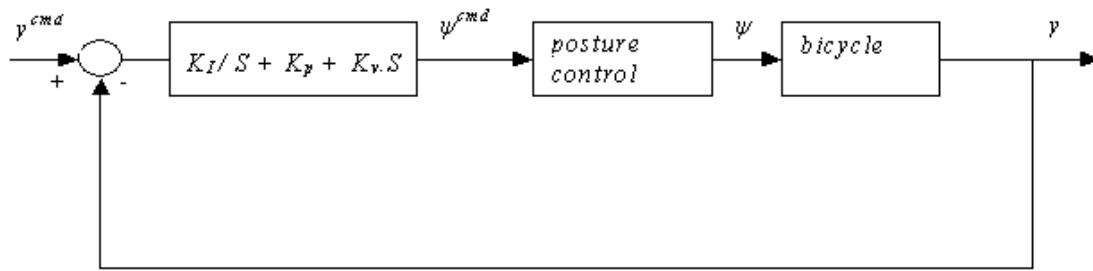 y^cmd
+
-
K_I / S + K_p + K_v.S
ψ^cmd
posture
control
ψ
bicycle
y